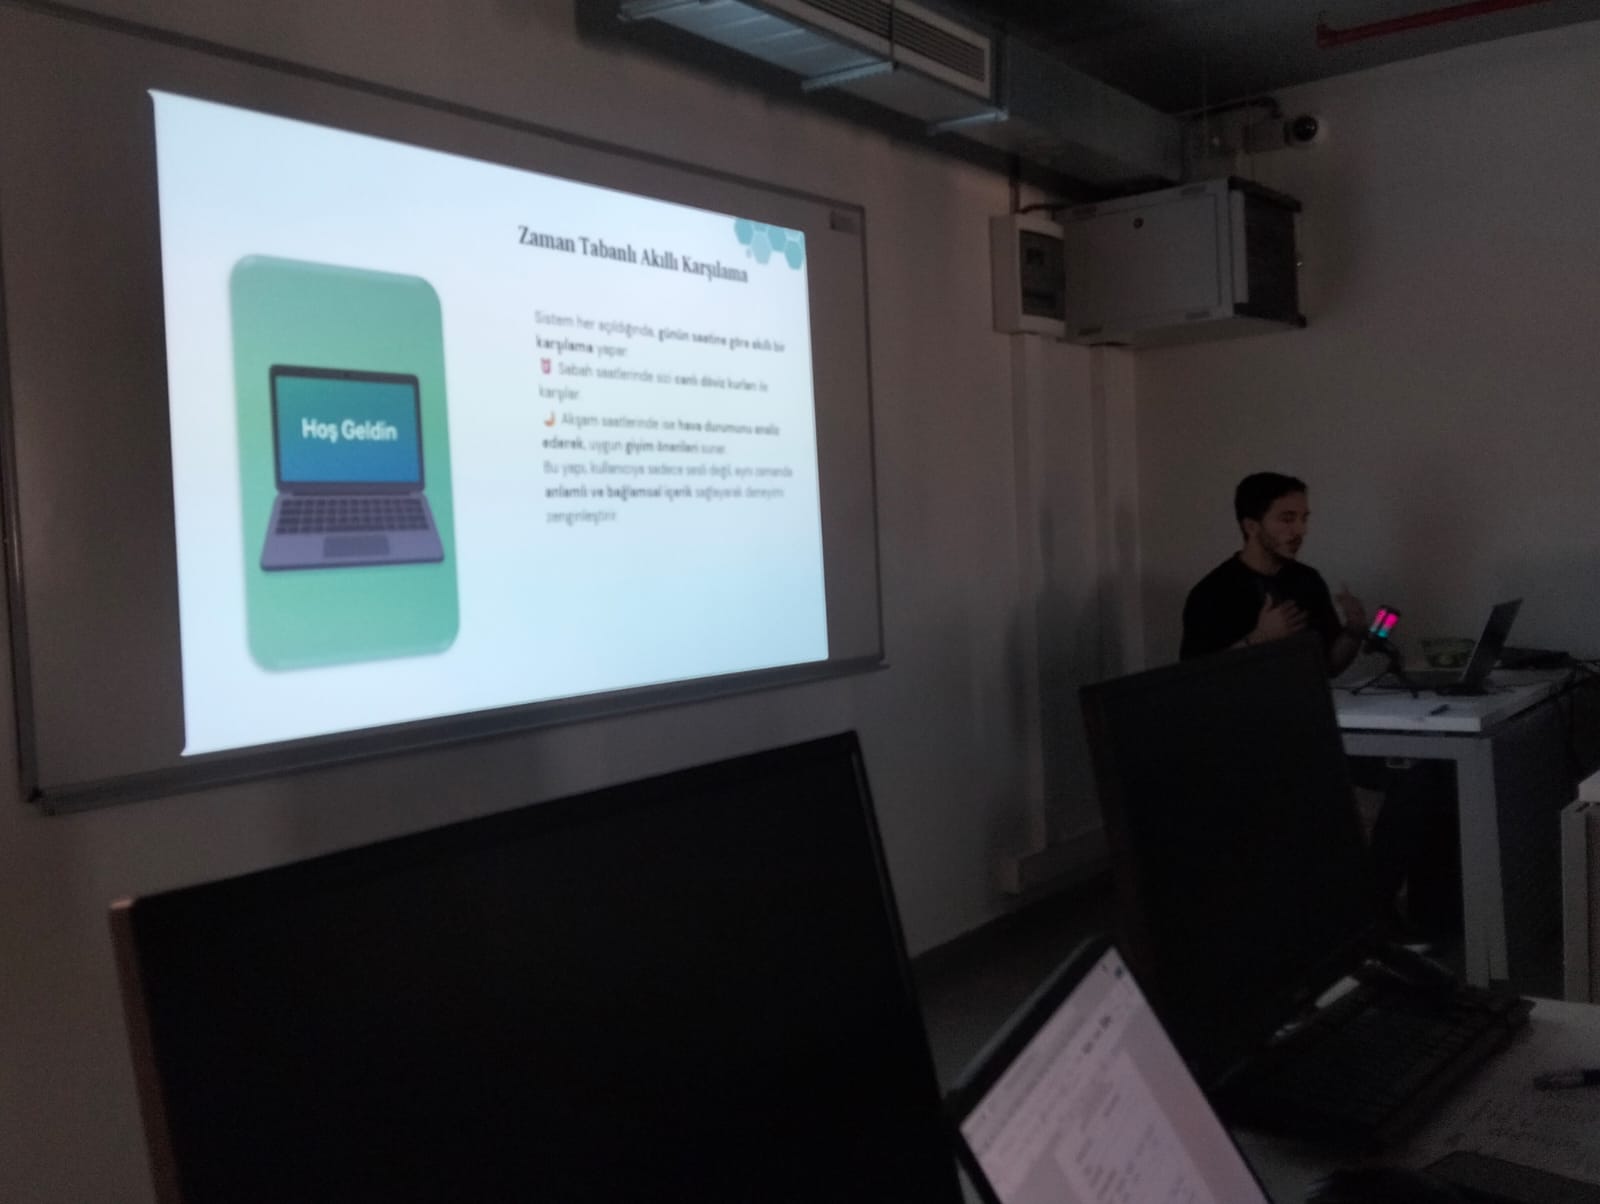 Zaman Tabanlı Akıllı Karşılama
Hoş Geldin
Sistem her açıldığında, günün saatine göre akıllı bir
karşılama yapar.
Sabah saatlerinde sizi canlı döviz kurları ile
karşılar.
Akşam saatlerinde ise hava durumunu analiz
ederek, uygun giyim önerileri sunar.
Bu yapı, kullanıcıya sadece sesli değil, aynı zamanda
anlamlı ve bağlamsal içerik sağlayarak deneyimi
zenginleştirir.